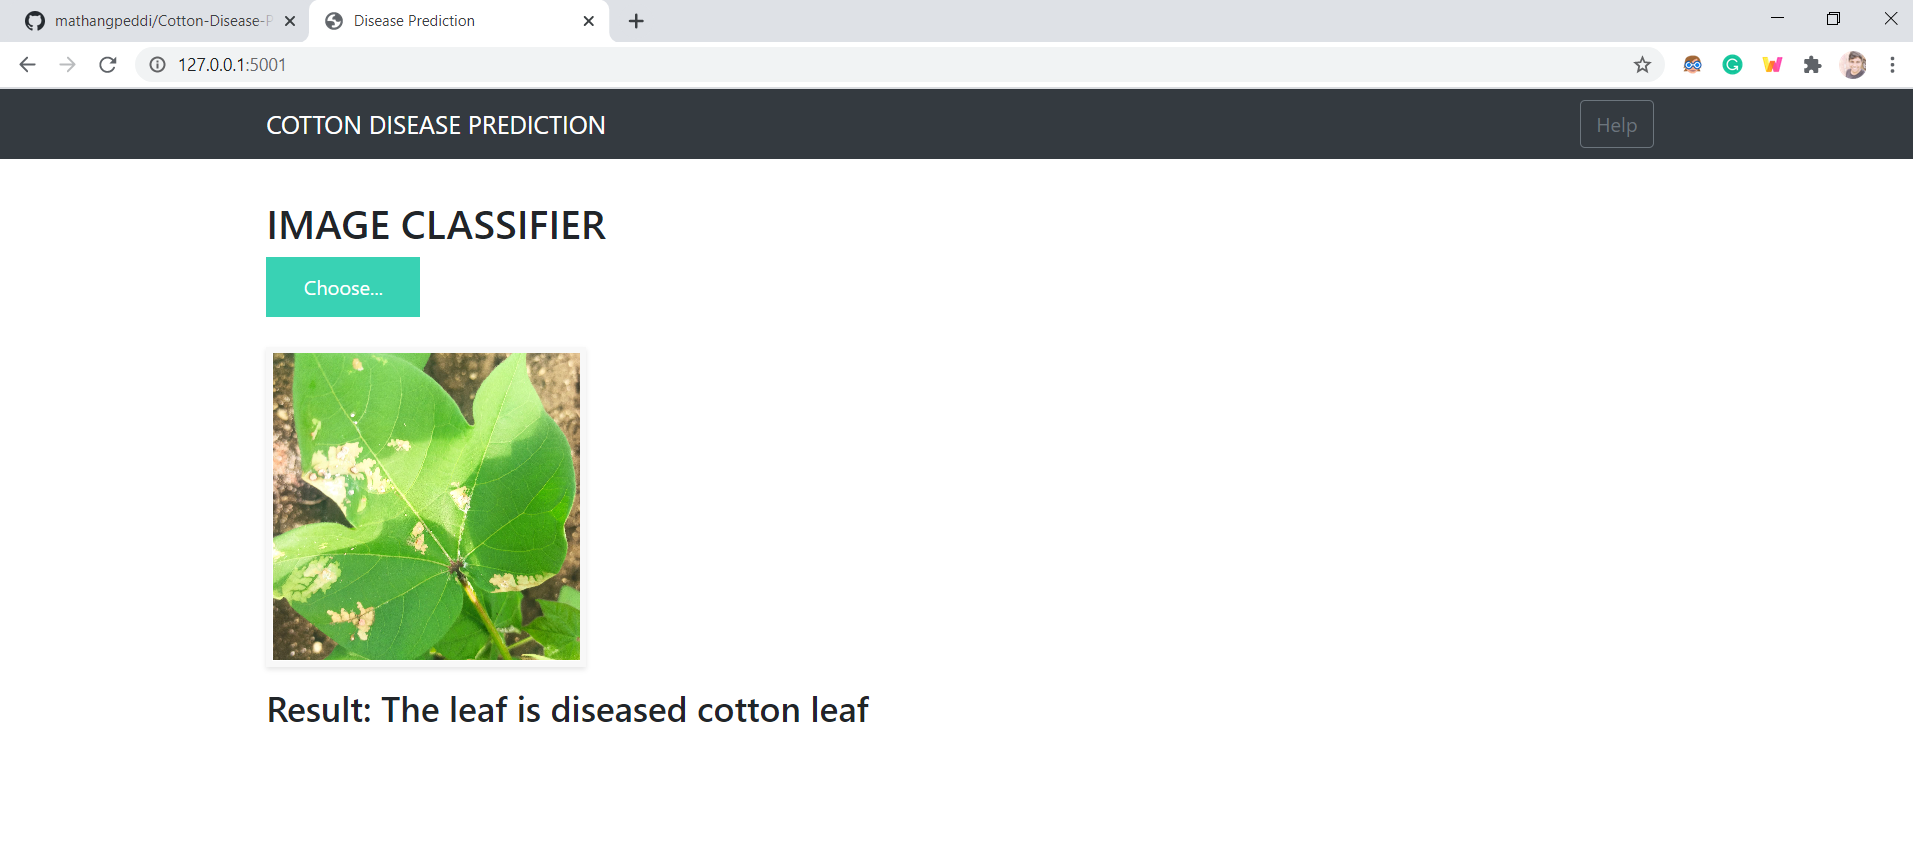 mathangpeddi/Cotton-Disease-P
Disease Prediction
127.0.0.1:5001
COTTON DISEASE PREDICTION
Help
IMAGE CLASSIFIER
Choose...
Result: The leaf is diseased cotton leaf